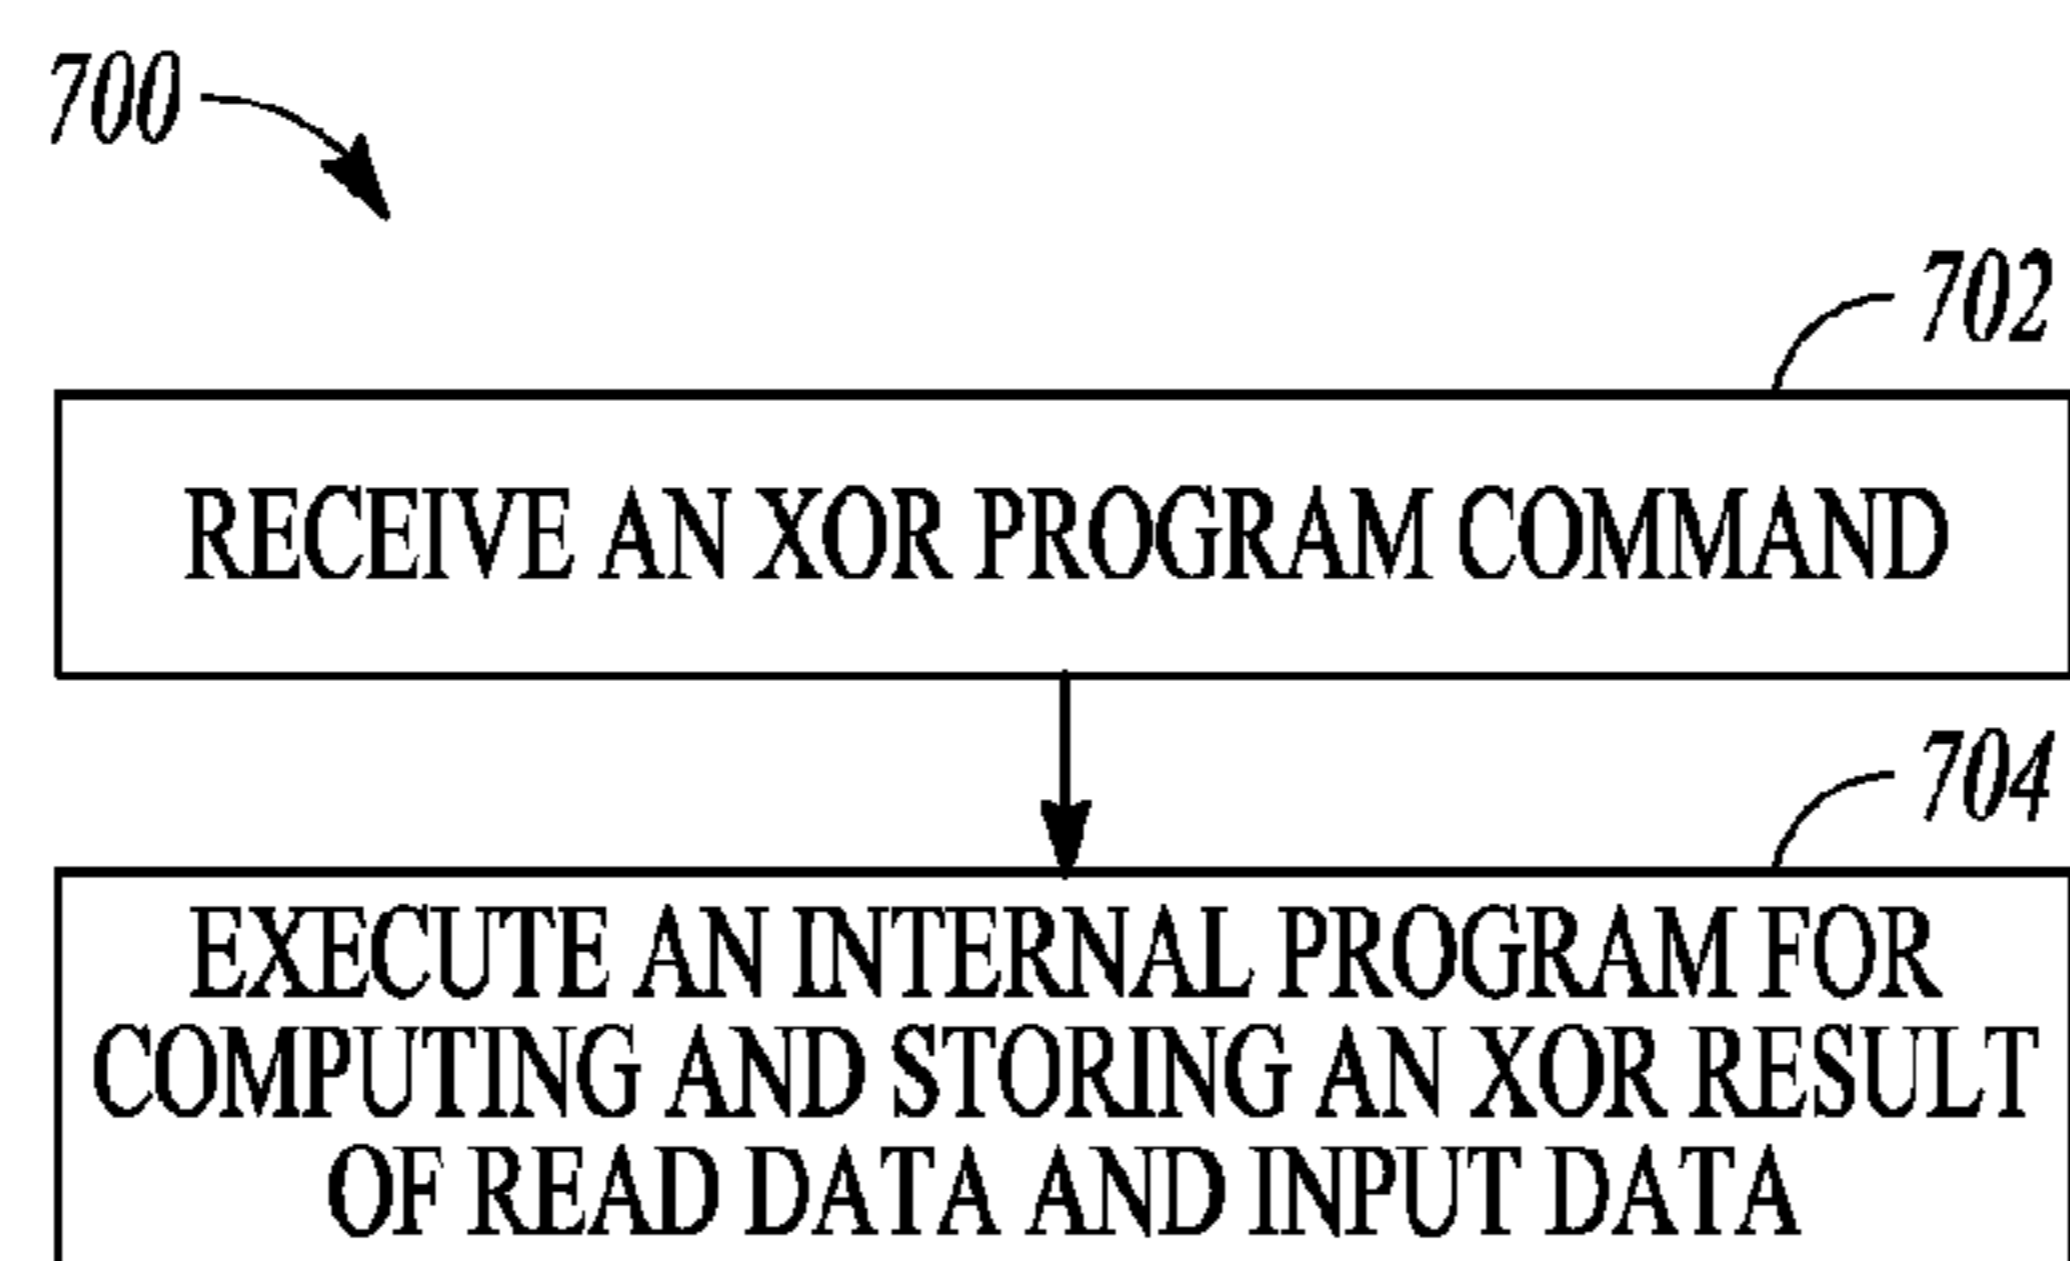 700
702
RECEIVE AN XOR PROGRAM COMMAND
704
EXECUTE AN INTERNAL PROGRAM FOR
COMPUTING AND STORING AN XOR RESULT
OF READ DATA AND INPUT DATA